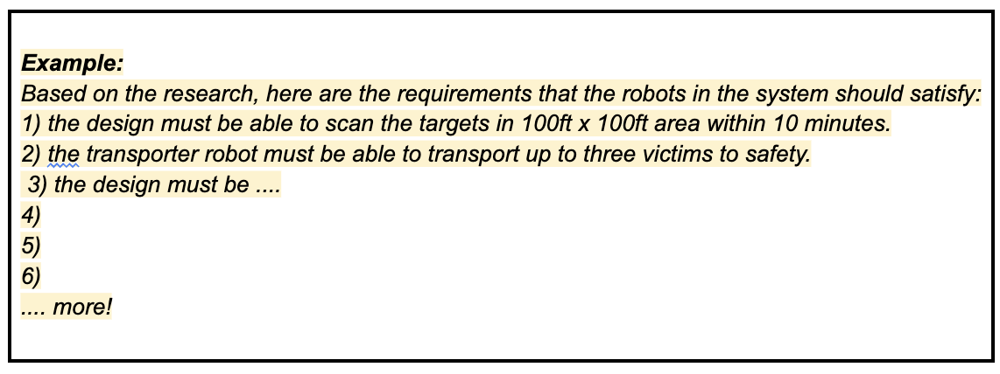 Example:
Based on the research, here are the requirements that the robots in the system should satisfy:
1) the design must be able to scan the targets in 100ft x 100ft area within 10 minutes.
2) the transporter robot must be able to transport up to three victims to safety.
3) the design must be ....
4)
5)
6)
.... more!